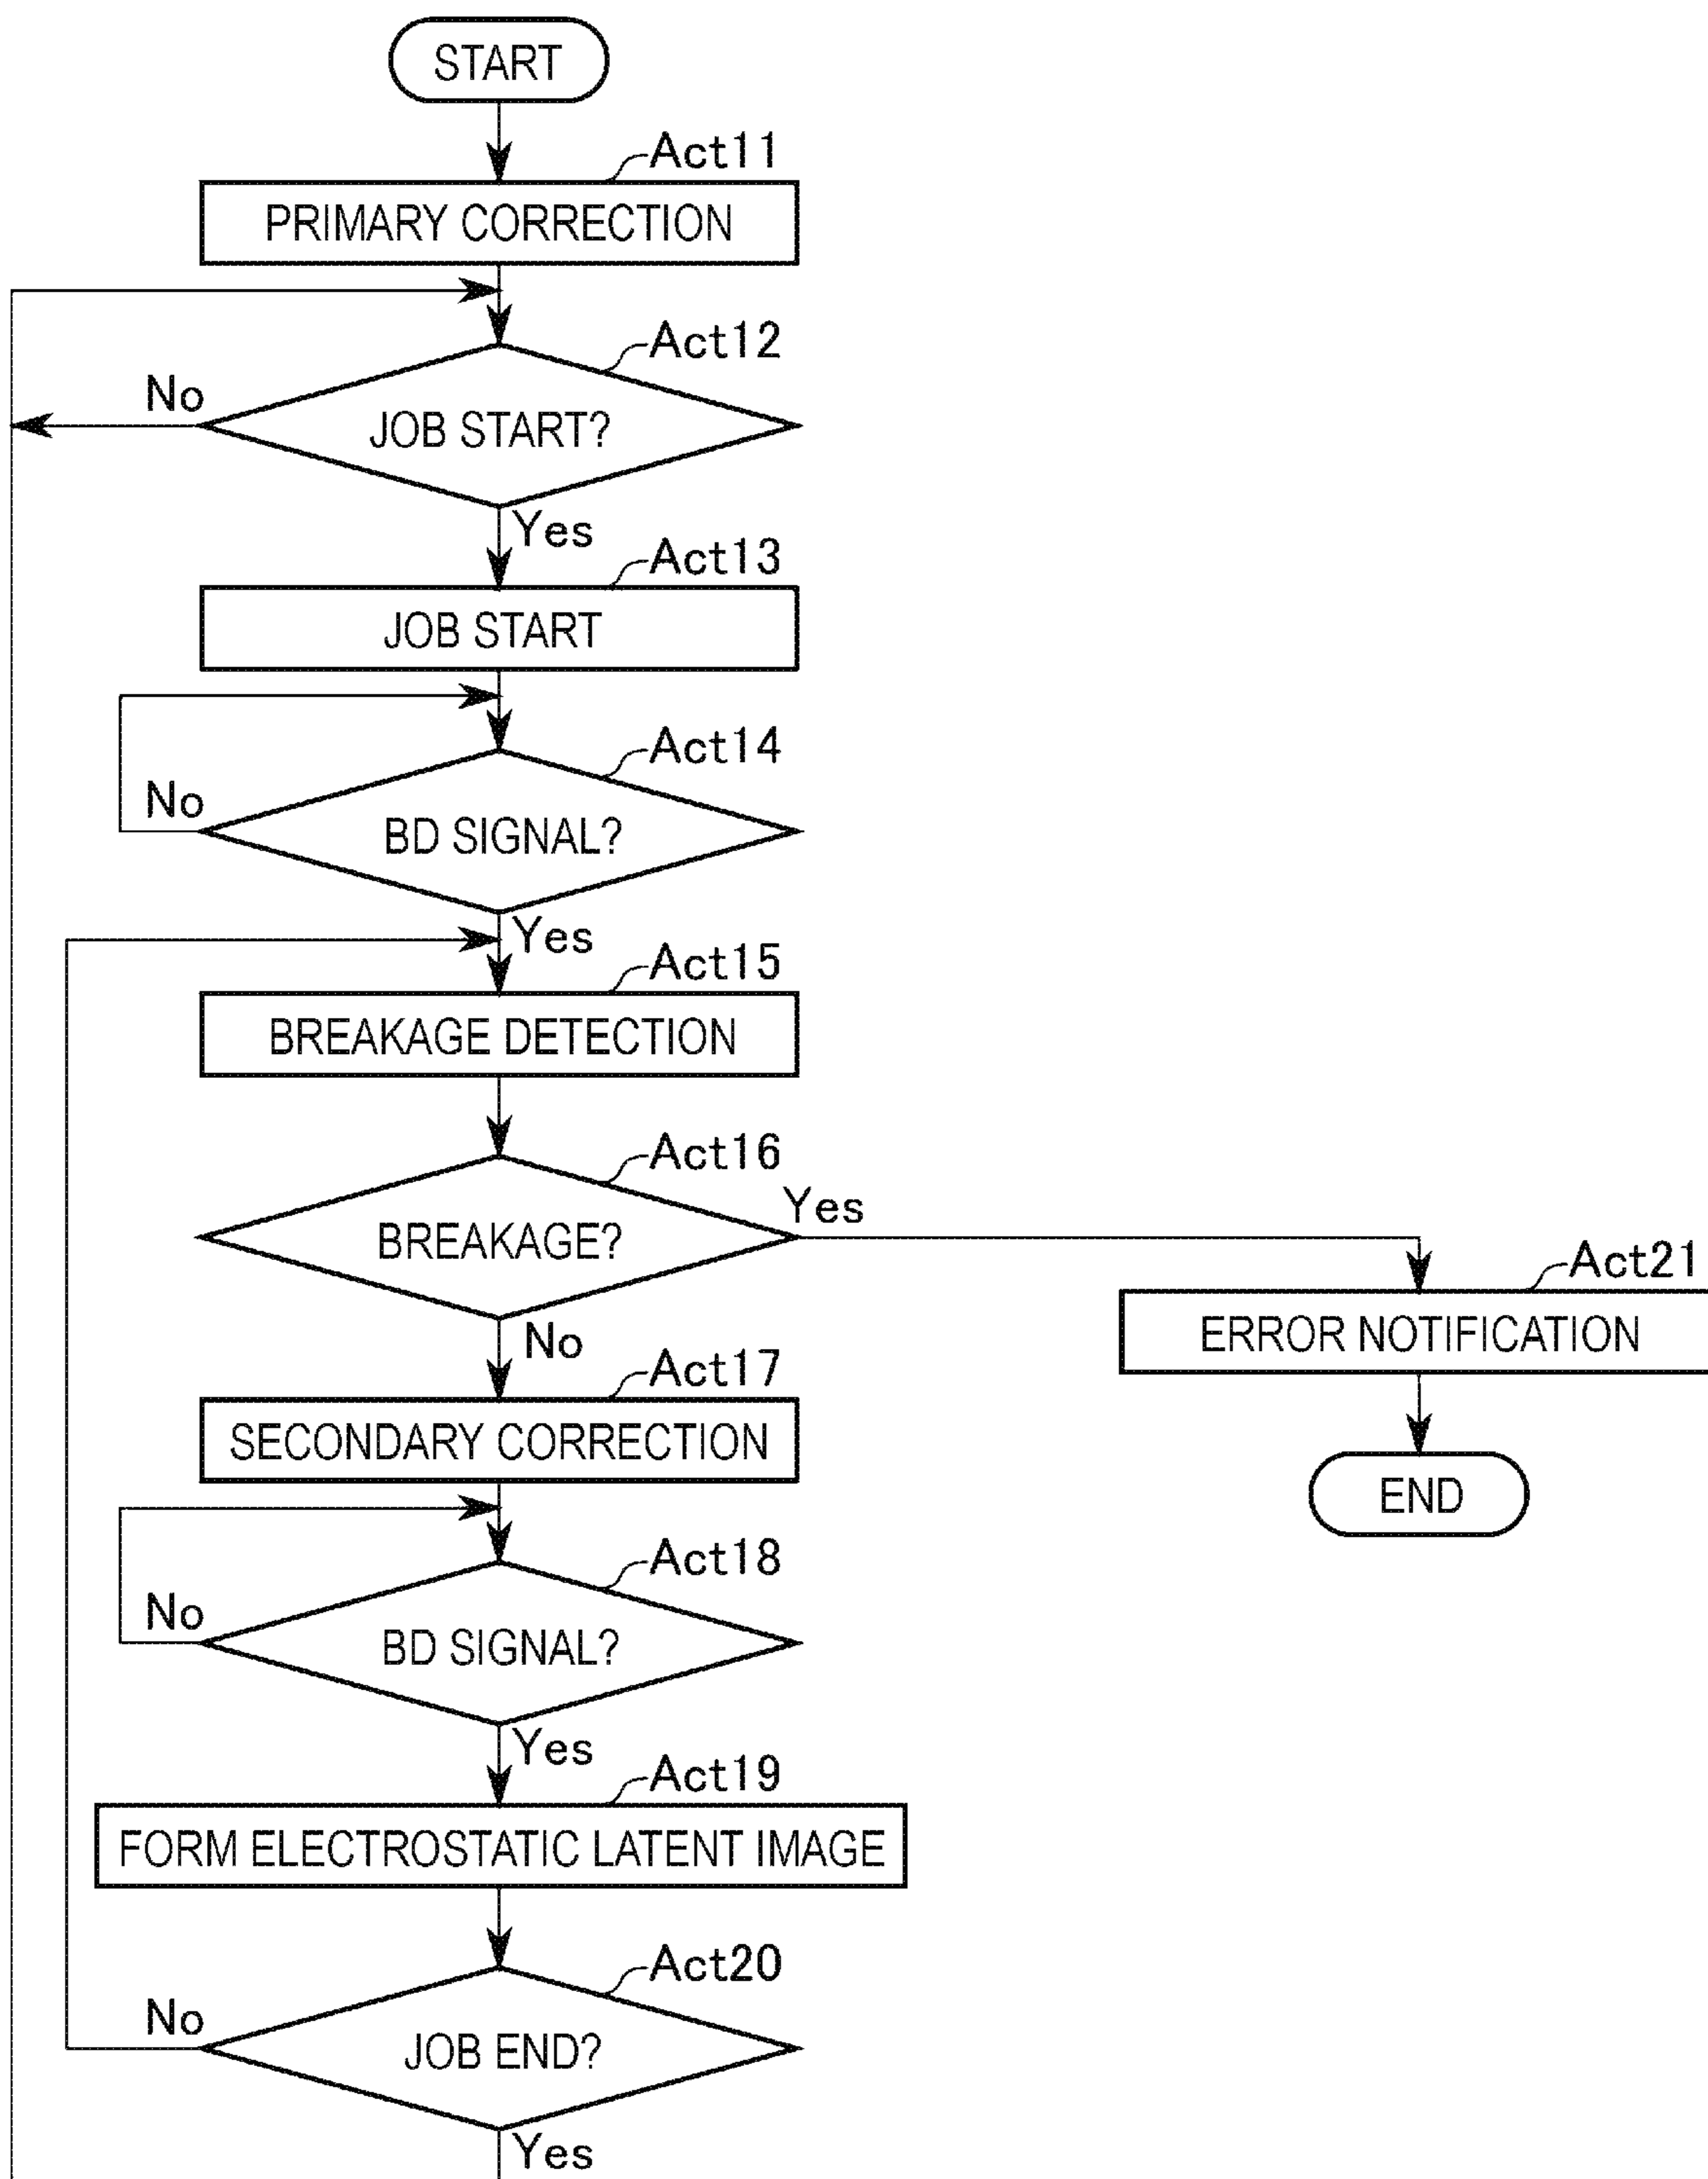 START
Act11
PRIMARY CORRECTION
Act12
No
JOB START?
Yes
Act13
JOB START
Act14
No
BD SIGNAL?
Yes
Act15
BREAKAGE DETECTION
Act16
Yes
BREAKAGE?
Act21
ERROR NOTIFICATION
No
Act17
SECONDARY CORRECTION
END
Act18
No
BD SIGNAL?
Yes
Act19
FORM ELECTROSTATIC LATENT IMAGE
Act20
No
JOB END?
Yes